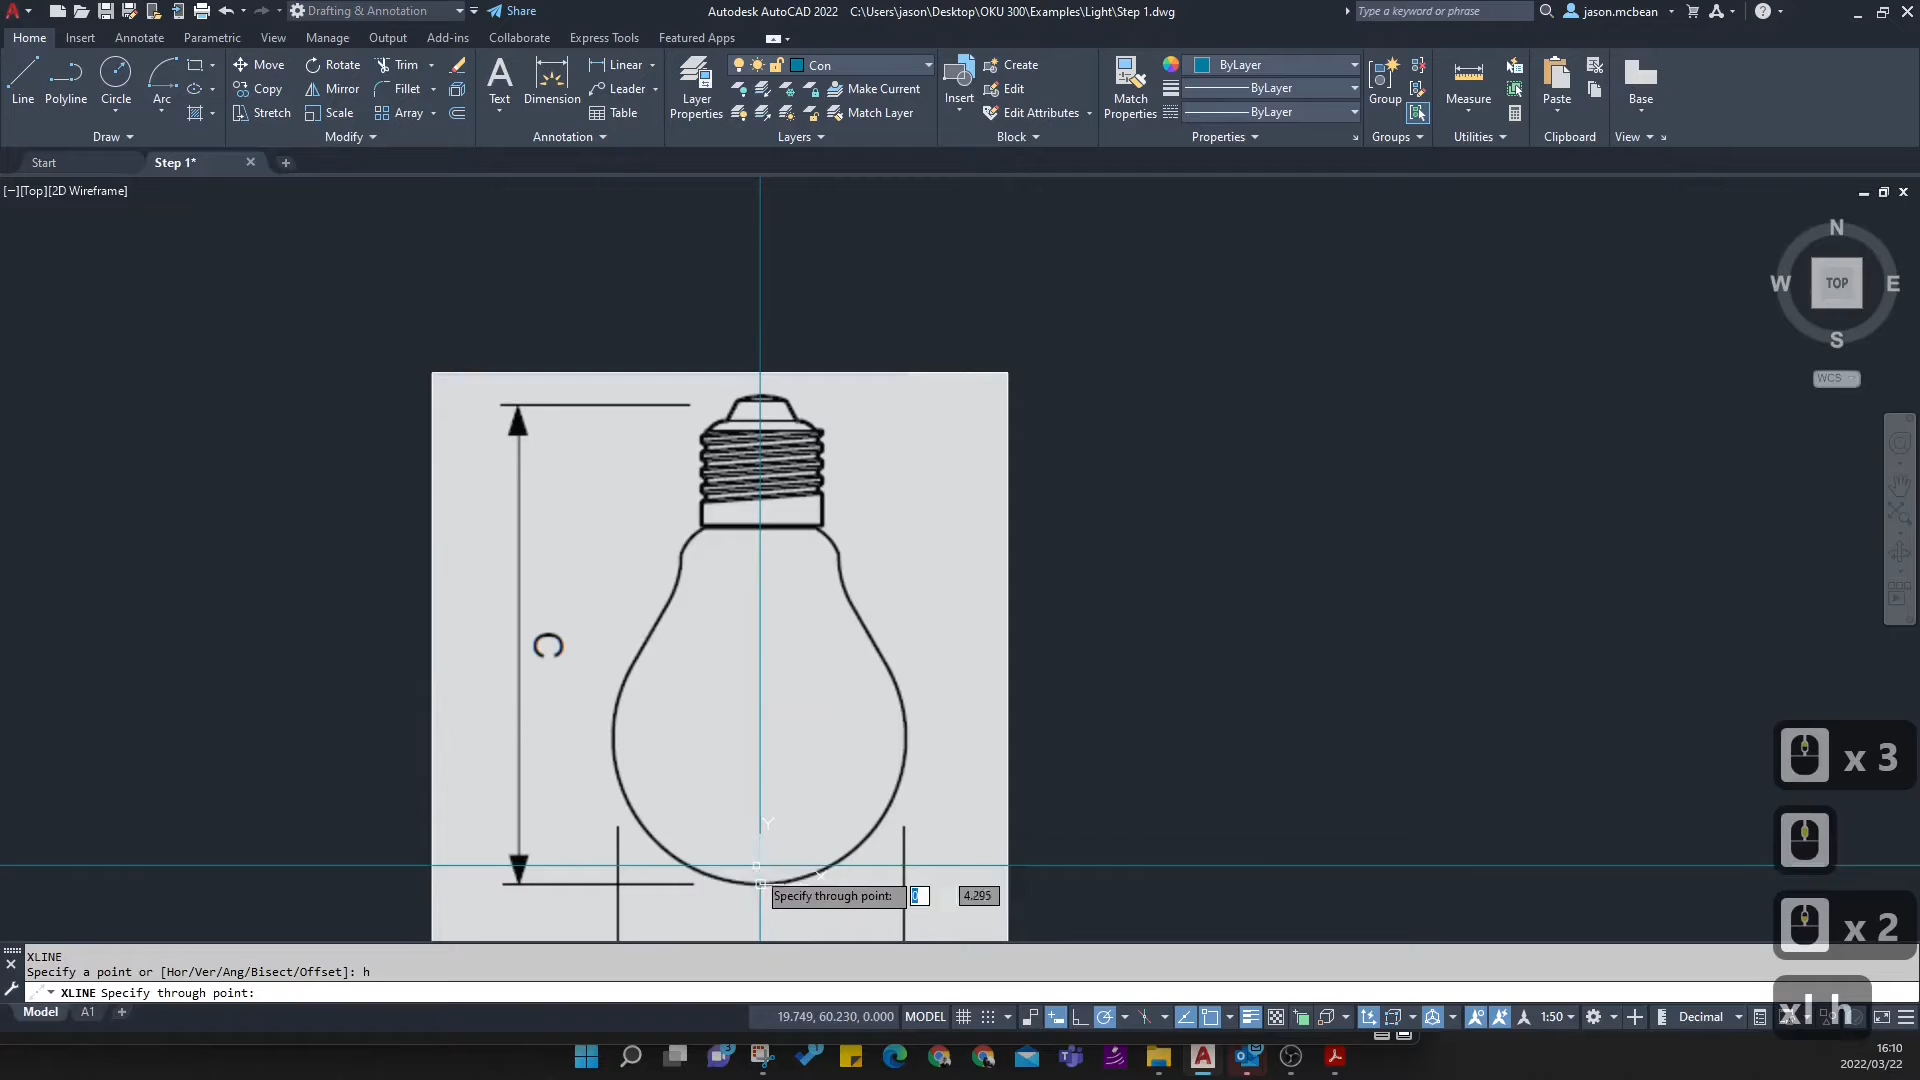 Drafting & Annotation
Share
Autodesk AutoCAD 2022 C:\Users\jason\Desktop\OKU 300\Examples\Light\Step 1.dwg
Type a keyword or phrase
jason.mcbean
Home Insert Annotate Parametric View Manage Output Add-ins Collaborate Express Tools Featured Apps
Line Polyline Circle Arc
Move Rotate Trim
Copy Mirror Fillet
Stretch Scale Array
Text Dimension
Linear
Leader
Table
Layer Properties
Con
Make Current
Match Layer
Insert
Create
Edit
Edit Attributes
Match Properties
ByLayer
ByLayer
ByLayer
Group
Measure
Paste
Base
Draw Modify Annotation Layers Block Properties Groups Utilities Clipboard View
Start Step 1*
[−][Top][2D Wireframe]
N
W TOP E
S
WCS
C
Y
X
Specify through point: 0 4.295
x 3
x 2
xl h
XLINE
Specify a point or [Hor/Ver/Ang/Bisect/Offset]: h
XLINE Specify through point:
Model A1
19.749, 60.230, 0.000 MODEL
1:50
Decimal
16:10
2022/03/22